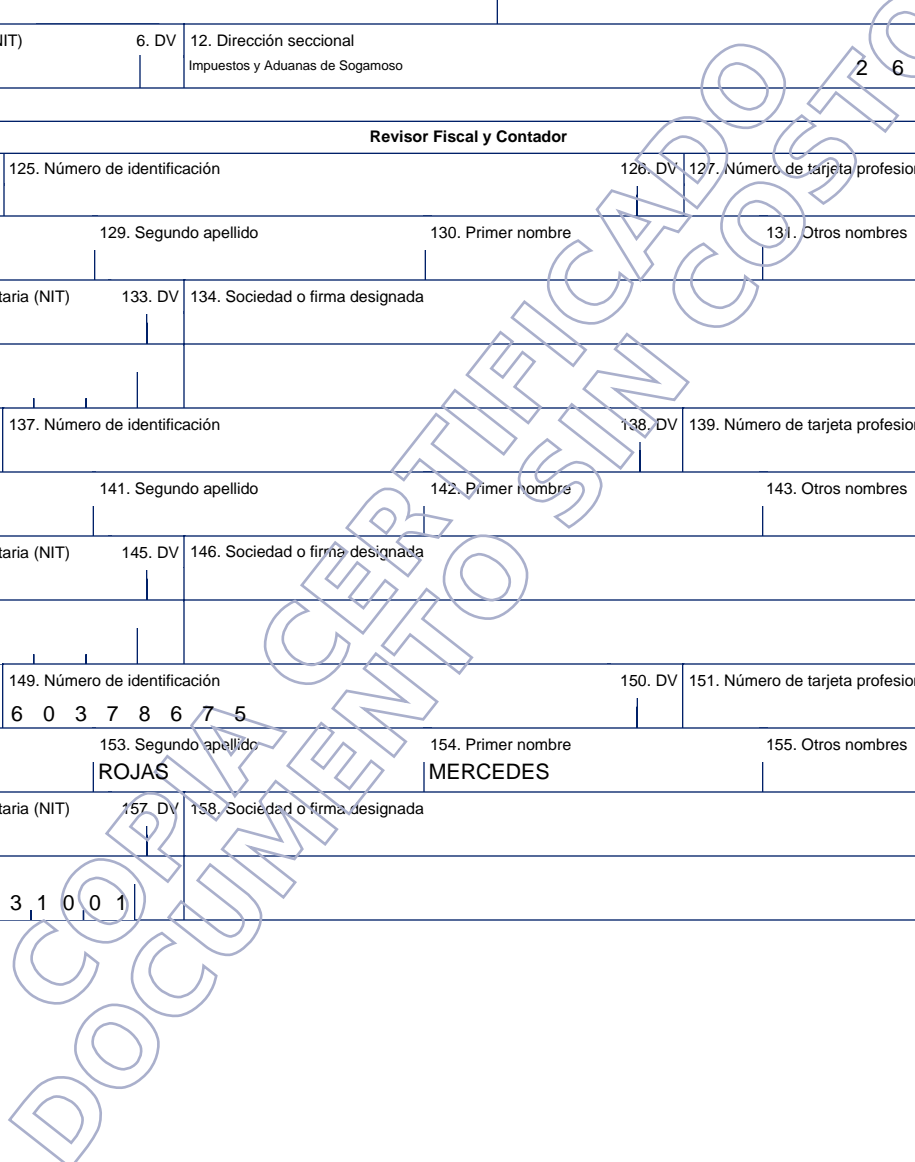 IT) 6. DV 12. Dirección seccional
Impuestos y Aduanas de Sogamoso 2 6
Revisor Fiscal y Contador
125. Número de identificación 126. DV 127. Número de tarjeta profesion
129. Segundo apellido 130. Primer nombre 131. Otros nombres
taria (NIT) 133. DV 134. Sociedad o firma designada
137. Número de identificación 138. DV 139. Número de tarjeta profesion
141. Segundo apellido 142. Primer nombre 143. Otros nombres
taria (NIT) 145. DV 146. Sociedad o firma designada
149. Número de identificación 150. DV 151. Número de tarjeta profesion
6 0 3 7 8 6 7 5
153. Segundo apellido 154. Primer nombre 155. Otros nombres
ROJAS MERCEDES
taria (NIT) 157. DV 158. Sociedad o firma designada
3 1 0 0 1
COPIA CERTIFICADO
DOCUMENTO SIN COSTO